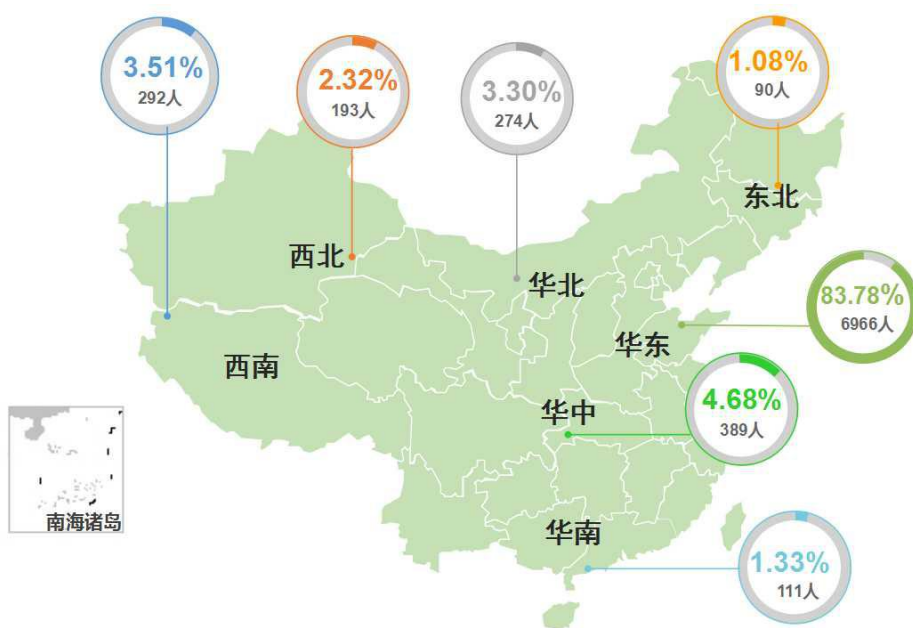 3.51%
292人
2.32%
193人
3.30%
274人
1.08%
90人
东北
西北
华北
83.78%
6966人
华东
西南
4.68%
389人
华中
南海诸岛
华南
1.33%
111人